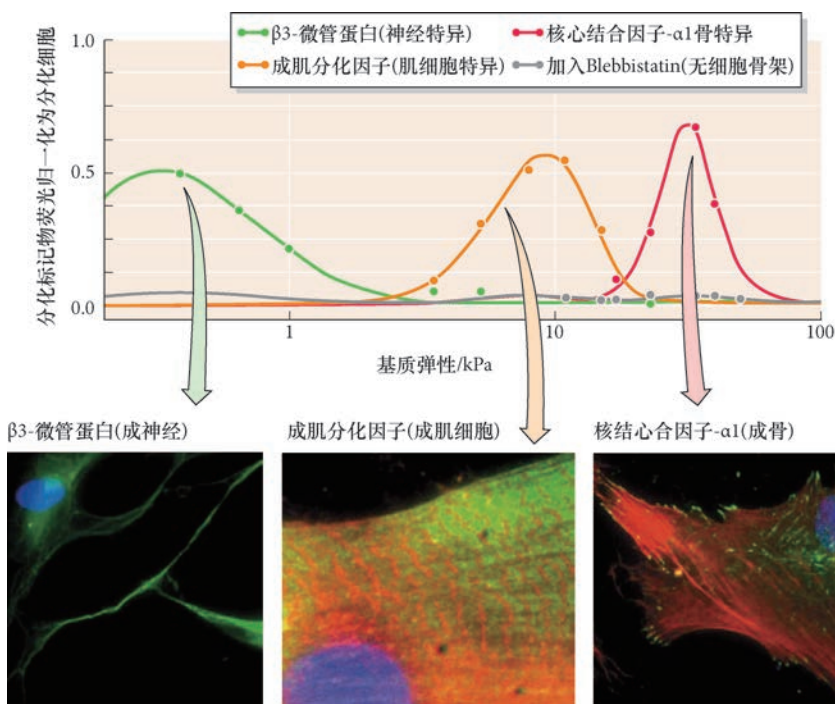 β3-微管蛋白(神经特异)
核心结合因子-α1骨特异)
成肌分化因子(肌细胞特异)
加入Blebbistatin(无细胞骨架)
分化标记物荧光归一化为分化细胞
1.0
0.5
0.0
1
10
100
基质弹性/kPa
β3-微管蛋白(成神经)
成肌分化因子(成肌细胞)
核结心合因子-α1(成骨)